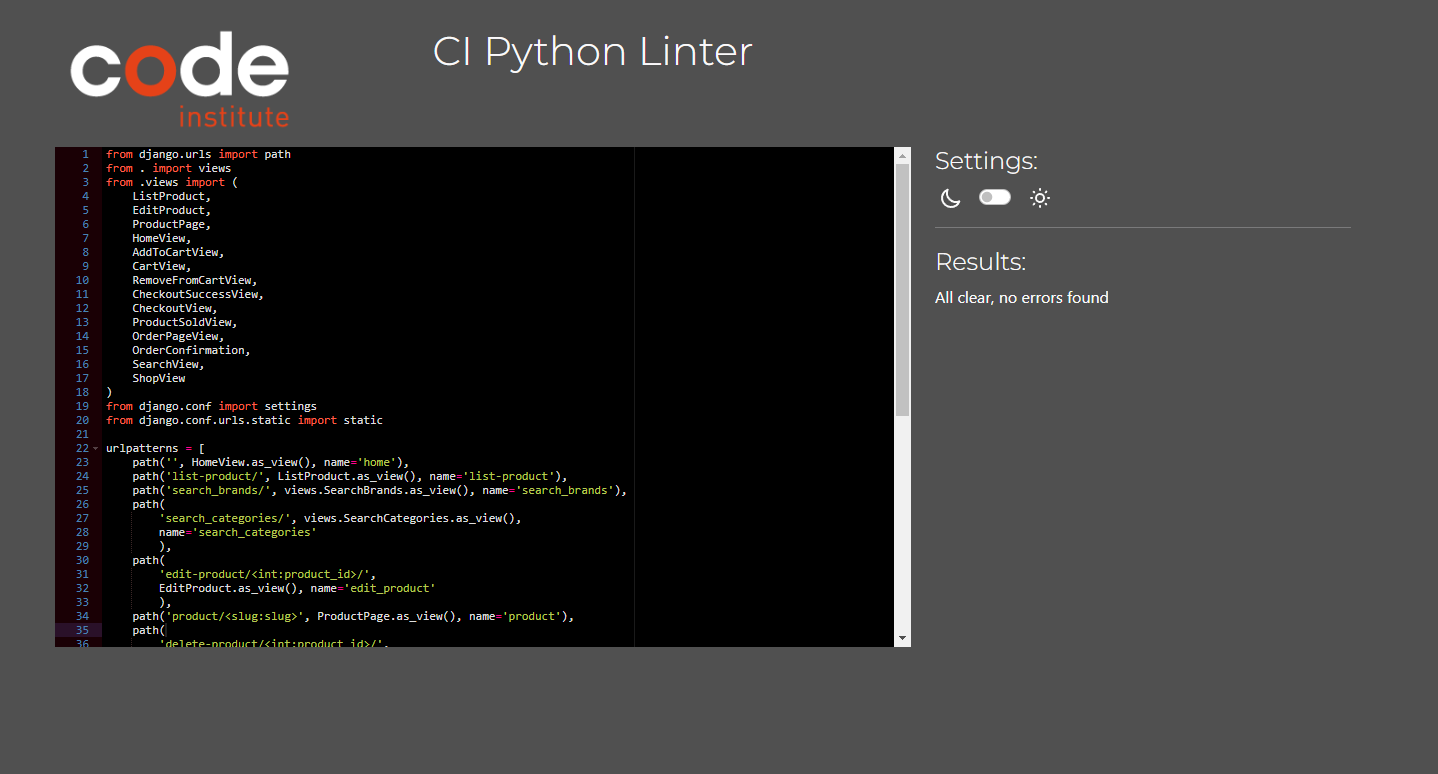 code
institute
CI Python Linter
1 from django.urls import path
2 from . import views
3 from .views import (
4     ListProduct,
5     EditProduct,
6     ProductPage,
7     HomeView,
8     AddToCartView,
9     CartView,
10     RemoveFromCartView,
11     CheckoutSuccessView,
12     CheckoutView,
13     ProductSoldView,
14     OrderPageView,
15     OrderConfirmation,
16     SearchView,
17     ShopView
18 )
19 from django.conf import settings
20 from django.conf.urls.static import static
21
22 urlpatterns = [
23     path('', HomeView.as_view(), name='home'),
24     path('list-product/', ListProduct.as_view(), name='list-product'),
25     path('search_brands/', views.SearchBrands.as_view(), name='search_brands'),
26     path(
27         'search_categories/', views.SearchCategories.as_view(),
28         name='search_categories'
29         ),
30     path(
31         'edit-product/<int:product_id>/',
32         EditProduct.as_view(), name='edit_product'
33         ),
34     path('product/<slug:slug>', ProductPage.as_view(), name='product'),
35     path(
36         'delete-product/<int:product_id>/',
Settings:
Results:
All clear, no errors found